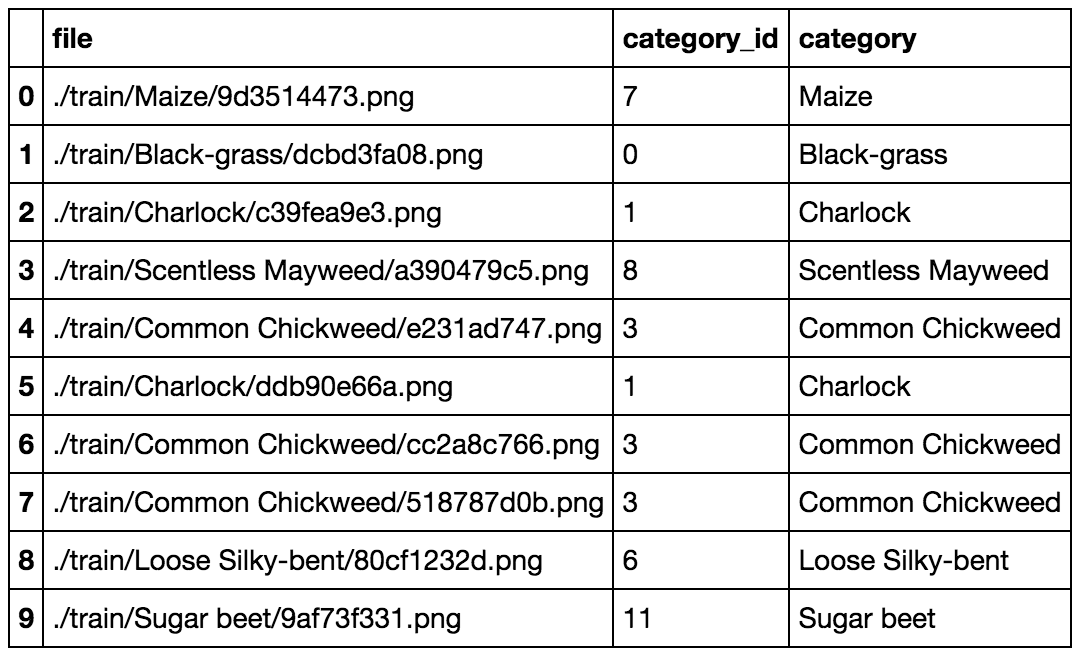 file category_id category
0 ./train/Maize/9d3514473.png 7 Maize
1 ./train/Black-grass/dcbd3fa08.png 0 Black-grass
2 ./train/Charlock/c39fea9e3.png 1 Charlock
3 ./train/Scentless Mayweed/a390479c5.png 8 Scentless Mayweed
4 ./train/Common Chickweed/e231ad747.png 3 Common Chickweed
5 ./train/Charlock/ddb90e66a.png 1 Charlock
6 ./train/Common Chickweed/cc2a8c766.png 3 Common Chickweed
7 ./train/Common Chickweed/518787d0b.png 3 Common Chickweed
8 ./train/Loose Silky-bent/80cf1232d.png 6 Loose Silky-bent
9 ./train/Sugar beet/9af73f331.png 11 Sugar beet